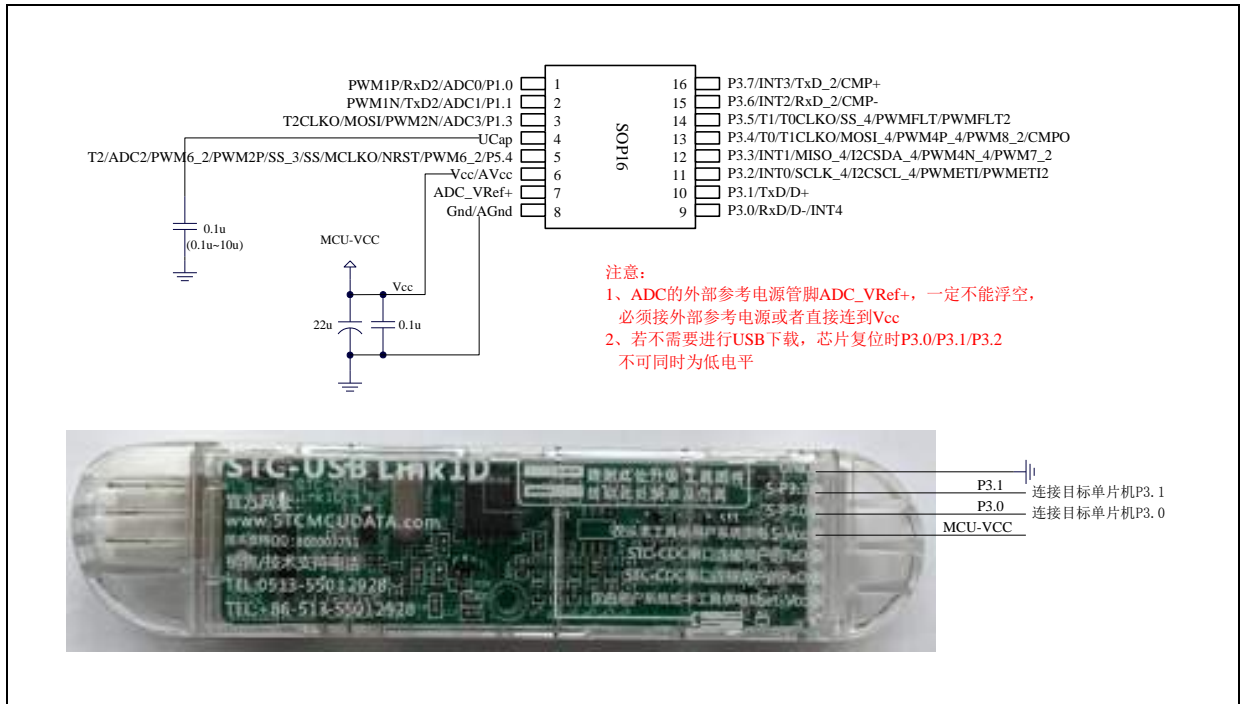 PWM1P/RxD2/ADC0/P1.0
PWM1N/TxD2/ADC1/P1.1
T2CLKO/MOSI/PWM2N/ADC3/P1.3
UCap
T2/ADC2/PWM6_2/PWM2P/SS_3/SS/MCLKO/NRST/PWM6_2/P5.4
Vcc/AVcc
ADC_VRef+
Gnd/AGnd
1
2
3
4
5
6
7
8
SOP16
16
15
14
13
12
11
10
9
P3.7/INT3/TxD_2/CMP+
P3.6/INT2/RxD_2/CMP-
P3.5/T1/T0CLKO/SS_4/PWMFLT/PWMFLT2
P3.4/T0/T1CLKO/MOSI_4/PWM4P_4/PWM8_2/CMPO
P3.3/INT1/MISO_4/I2CSDA_4/PWM4N_4/PWM7_2
P3.2/INT0/SCLK_4/I2CSCL_4/PWMETI/PWMETI2
P3.1/TxD/D+
P3.0/RxD/D-/INT4
0.1u
(0.1u~10u)
MCU-VCC
Vcc
22u
0.1u
注意：
1、ADC的外部参考电源管脚ADC_VRef+，一定不能浮空，
必须接外部参考电源或者直接连到Vcc
2、若不需要进行USB下载，芯片复位时P3.0/P3.1/P3.2
不可同时为低电平
STC-USB Link1D
www.STCMCUDATA.com
TEL:0513-55012928
TEL:+86-513-55012928
S-P3.1
S-P3.0
S-Vcc
P3.1
连接目标单片机P3.1
P3.0
连接目标单片机P3.0
MCU-VCC